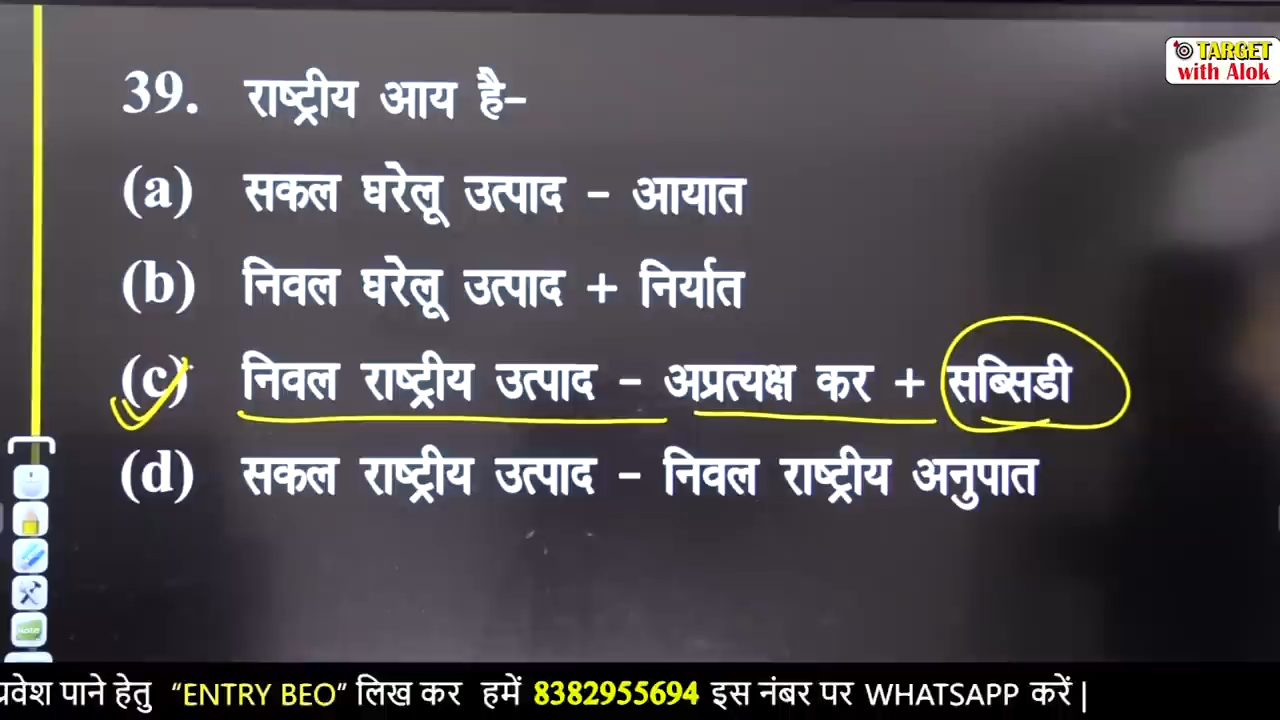 TARGET
with Alok
39. राष्ट्रीय आय है-
(a) सकल घरेलू उत्पाद - आयात
(b) निवल घरेलू उत्पाद + निर्यात
(c) निवल राष्ट्रीय उत्पाद - अप्रत्यक्ष कर + सब्सिडी
(d) सकल राष्ट्रीय उत्पाद - निवल राष्ट्रीय अनुपात
Note
प्रवेश पाने हेतु “ENTRY BEO” लिख कर हमें 8382955694 इस नंबर पर WHATSAPP करें |